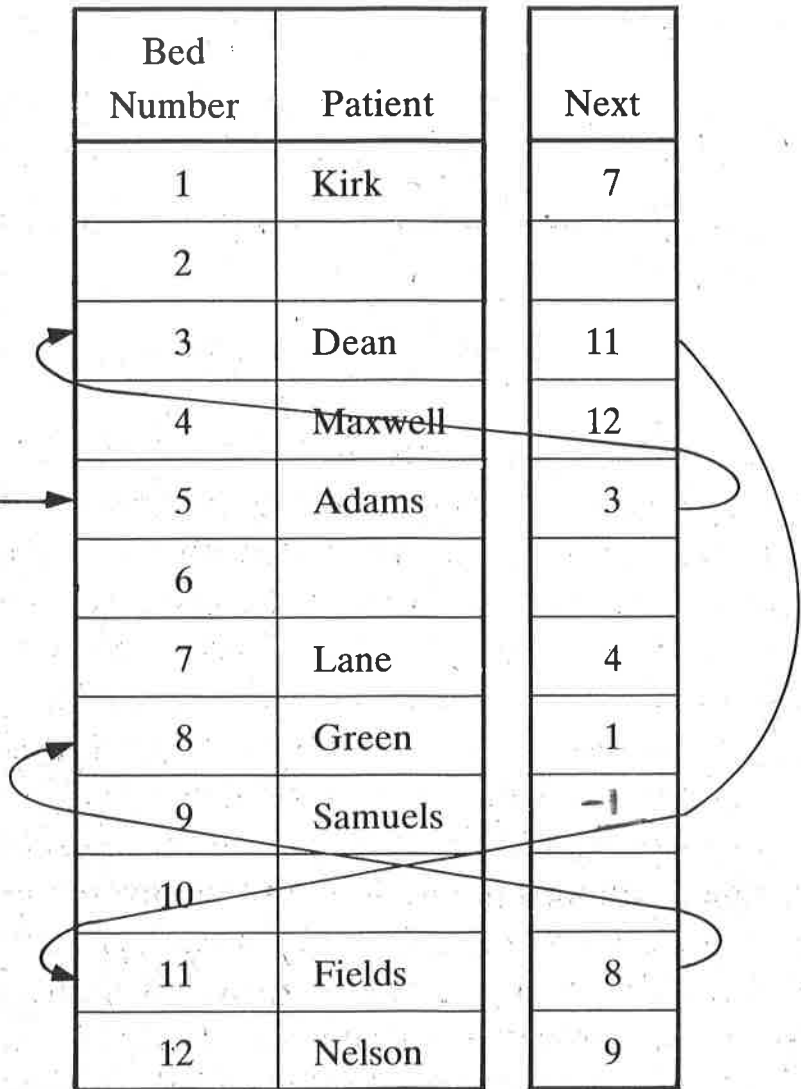 Bed Number Patient Next
1 Kirk 7
2
3 Dean 11
4 Maxwell 12
5 Adams 3
6
7 Lane 4
8 Green 1
9 Samuels -1
10
11 Fields 8
12 Nelson 9